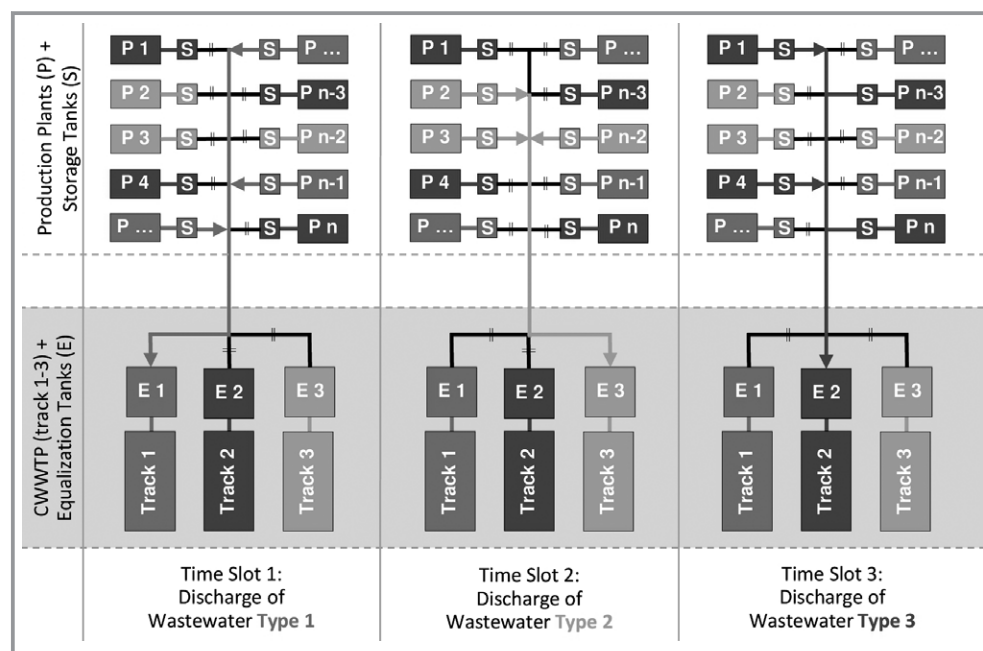 Production Plants (P) +
Storage Tanks (S)
P 1 S S P ...
P 2 S S P n-3
P 3 S S P n-2
P 4 S S P n-1
P ... S S P n
P 1 S S P ...
P 2 S S P n-3
P 3 S S P n-2
P 4 S S P n-1
P ... S S P n
P 1 S S P ...
P 2 S S P n-3
P 3 S S P n-2
P 4 S S P n-1
P ... S S P n
CWWTP (track 1-3) +
Equalization Tanks (E)
E 1 E 2 E 3
Track 1
Track 2
Track 3
E 1 E 2 E 3
Track 1
Track 2
Track 3
E 1 E 2 E 3
Track 1
Track 2
Track 3
Time Slot 1:
Discharge of
Wastewater Type 1
Time Slot 2:
Discharge of
Wastewater Type 2
Time Slot 3:
Discharge of
Wastewater Type 3